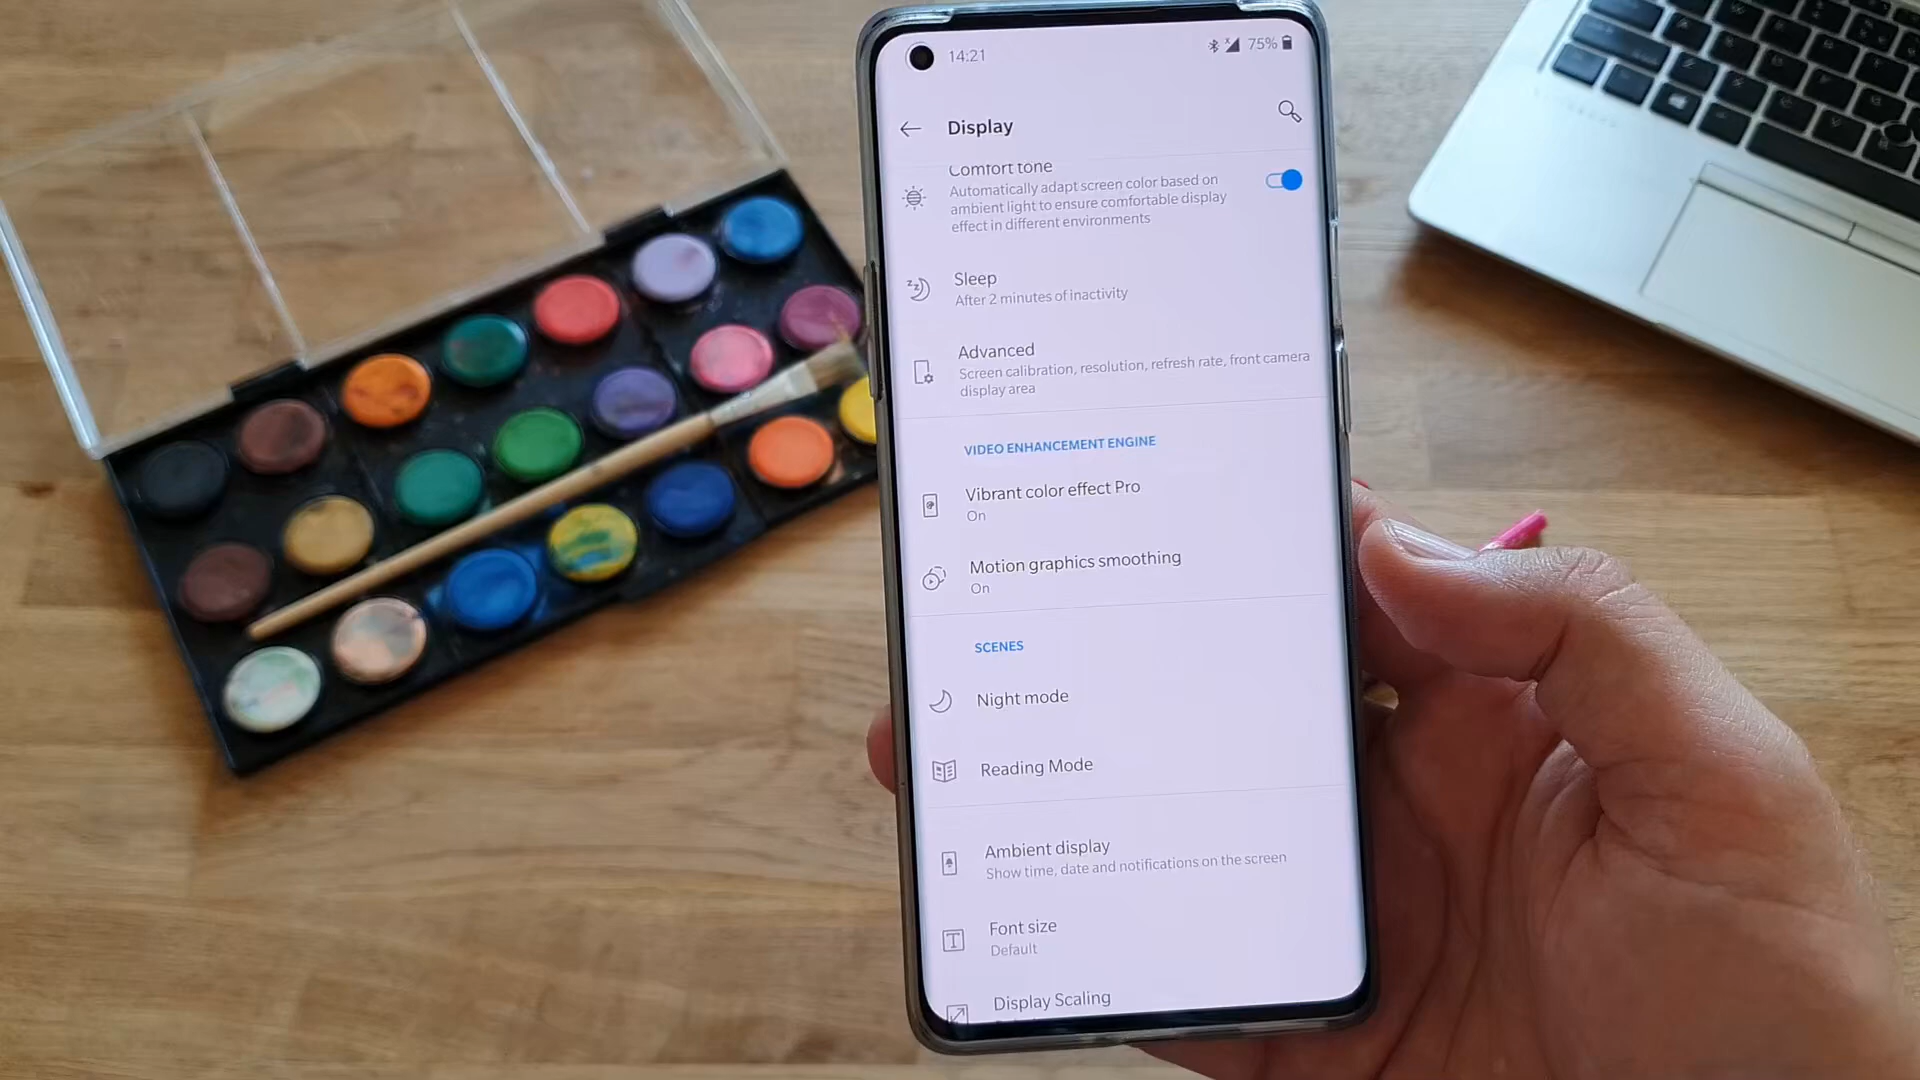 14:21
75%
Display
Comfort tone
Automatically adapt screen color based on
ambient light to ensure comfortable display
effect in different environments
Sleep
After 2 minutes of inactivity
Advanced
Screen calibration, resolution, refresh rate, front camera
display area
VIDEO ENHANCEMENT ENGINE
Vibrant color effect Pro
On
Motion graphics smoothing
On
SCENES
Night mode
Reading Mode
Ambient display
Show time, date and notifications on the screen
Font size
Default
Display Scaling